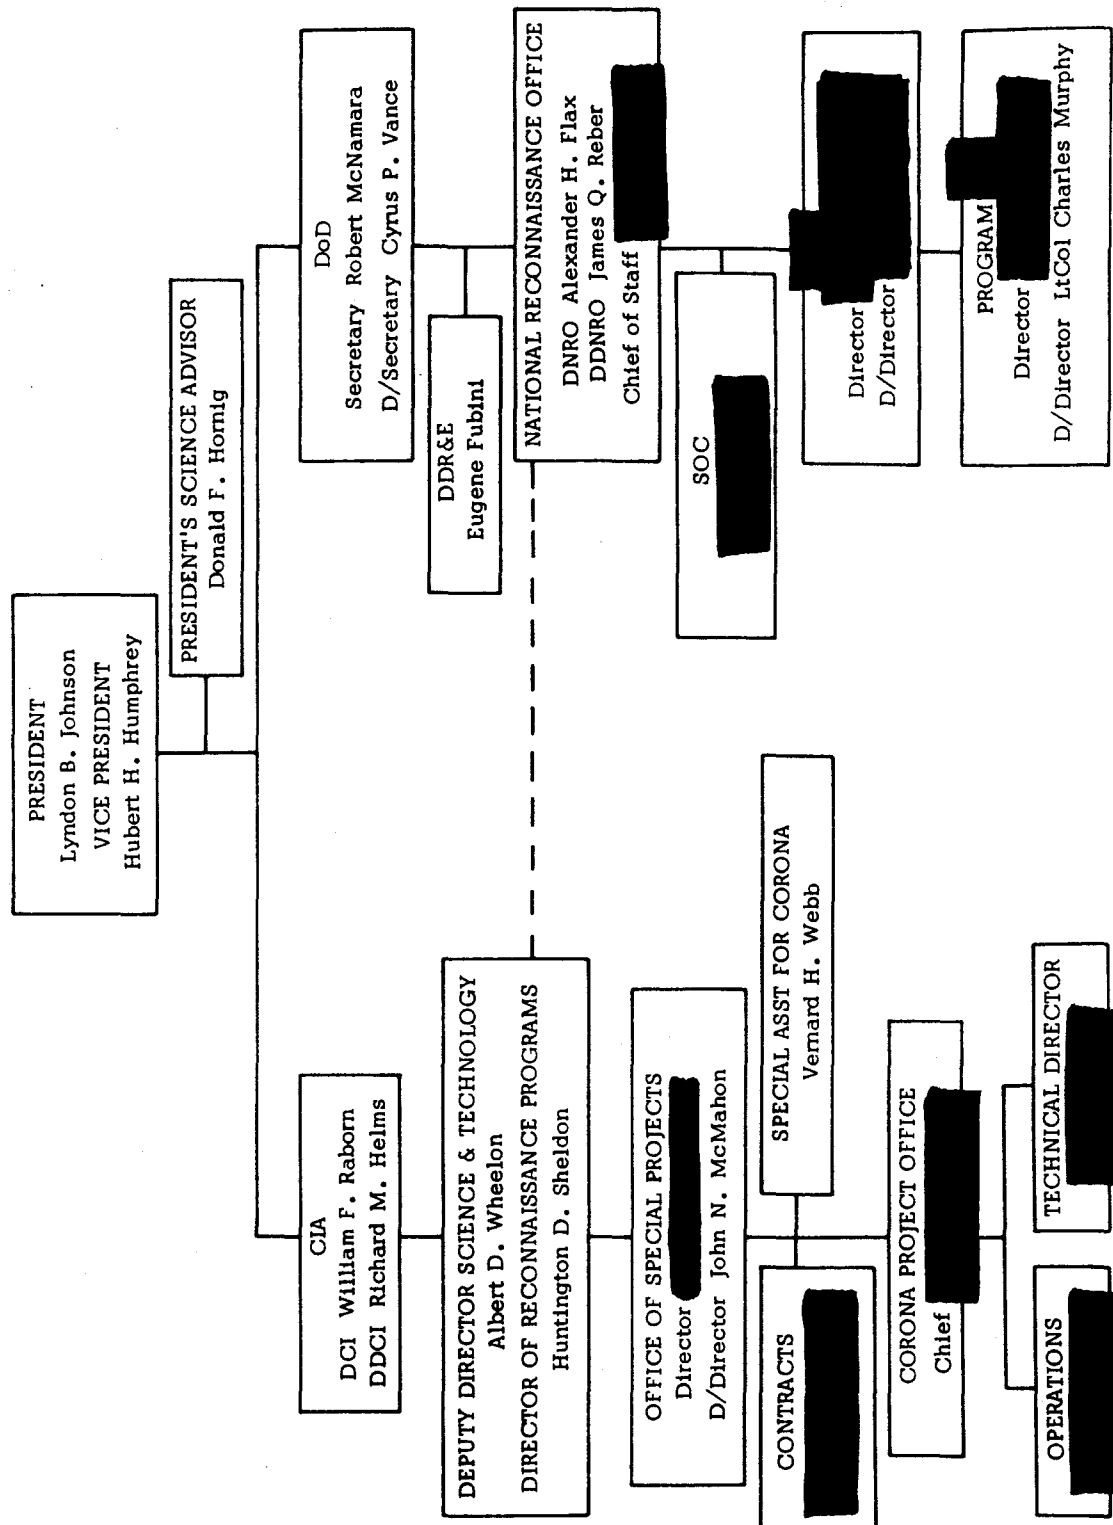 PRESIDENT
Lyndon B. Johnson
VICE PRESIDENT
Hubert H. Humphrey
PRESIDENT'S SCIENCE ADVISOR
Donald F. Hornig
CIA
DCI William F. Raborn
DDCI Richard M. Helms
DoD
Secretary Robert McNamara
D/Secretary Cyrus P. Vance
DDR&E
Eugene Fubini
DEPUTY DIRECTOR SCIENCE & TECHNOLOGY
Albert D. Wheelon
DIRECTOR OF RECONNAISSANCE PROGRAMS
Huntington D. Sheldon
NATIONAL RECONNAISSANCE OFFICE
DNRO Alexander H. Flax
DDNRO James Q. Reber
Chief of Staff
OFFICE OF SPECIAL PROJECTS
Director
D/Director John N. McMahon
SOC
CONTRACTS
SPECIAL ASST FOR CORONA
Vernard H. Webb
Director
D/Director
CORONA PROJECT OFFICE
Chief
PROGRAM
Director
D/Director LtCol Charles Murphy
OPERATIONS
TECHNICAL DIRECTOR